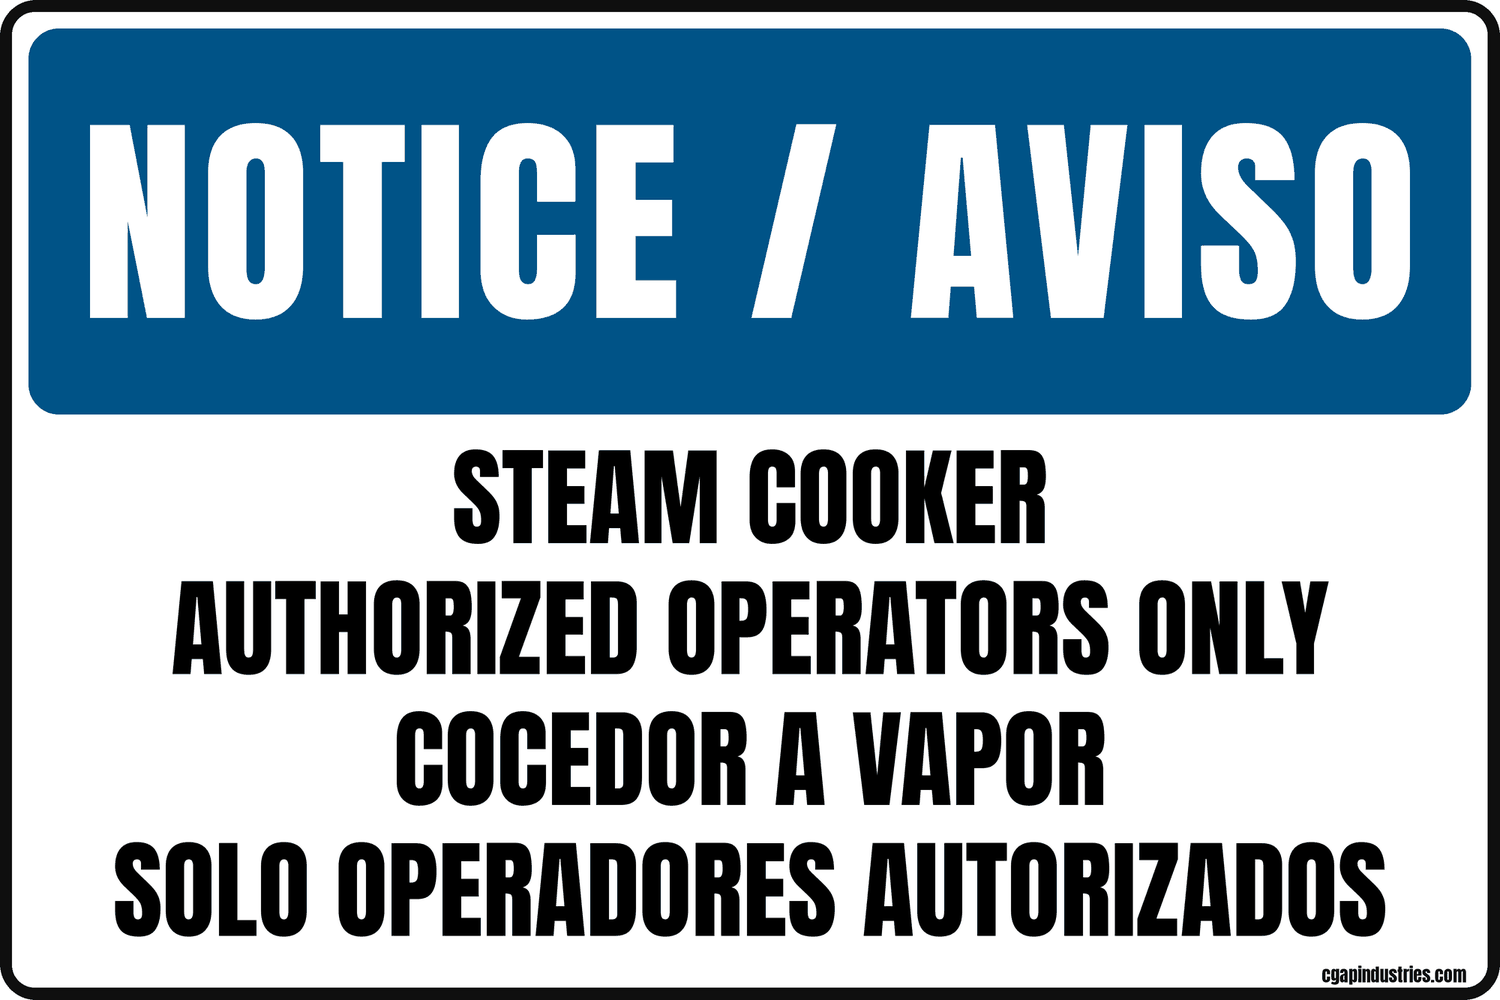 NOTICE / AVISO
STEAM COOKER
AUTHORIZED OPERATORS ONLY
COCEDOR A VAPOR
SOLO OPERADORES AUTORIZADOS
cgapindustries.com